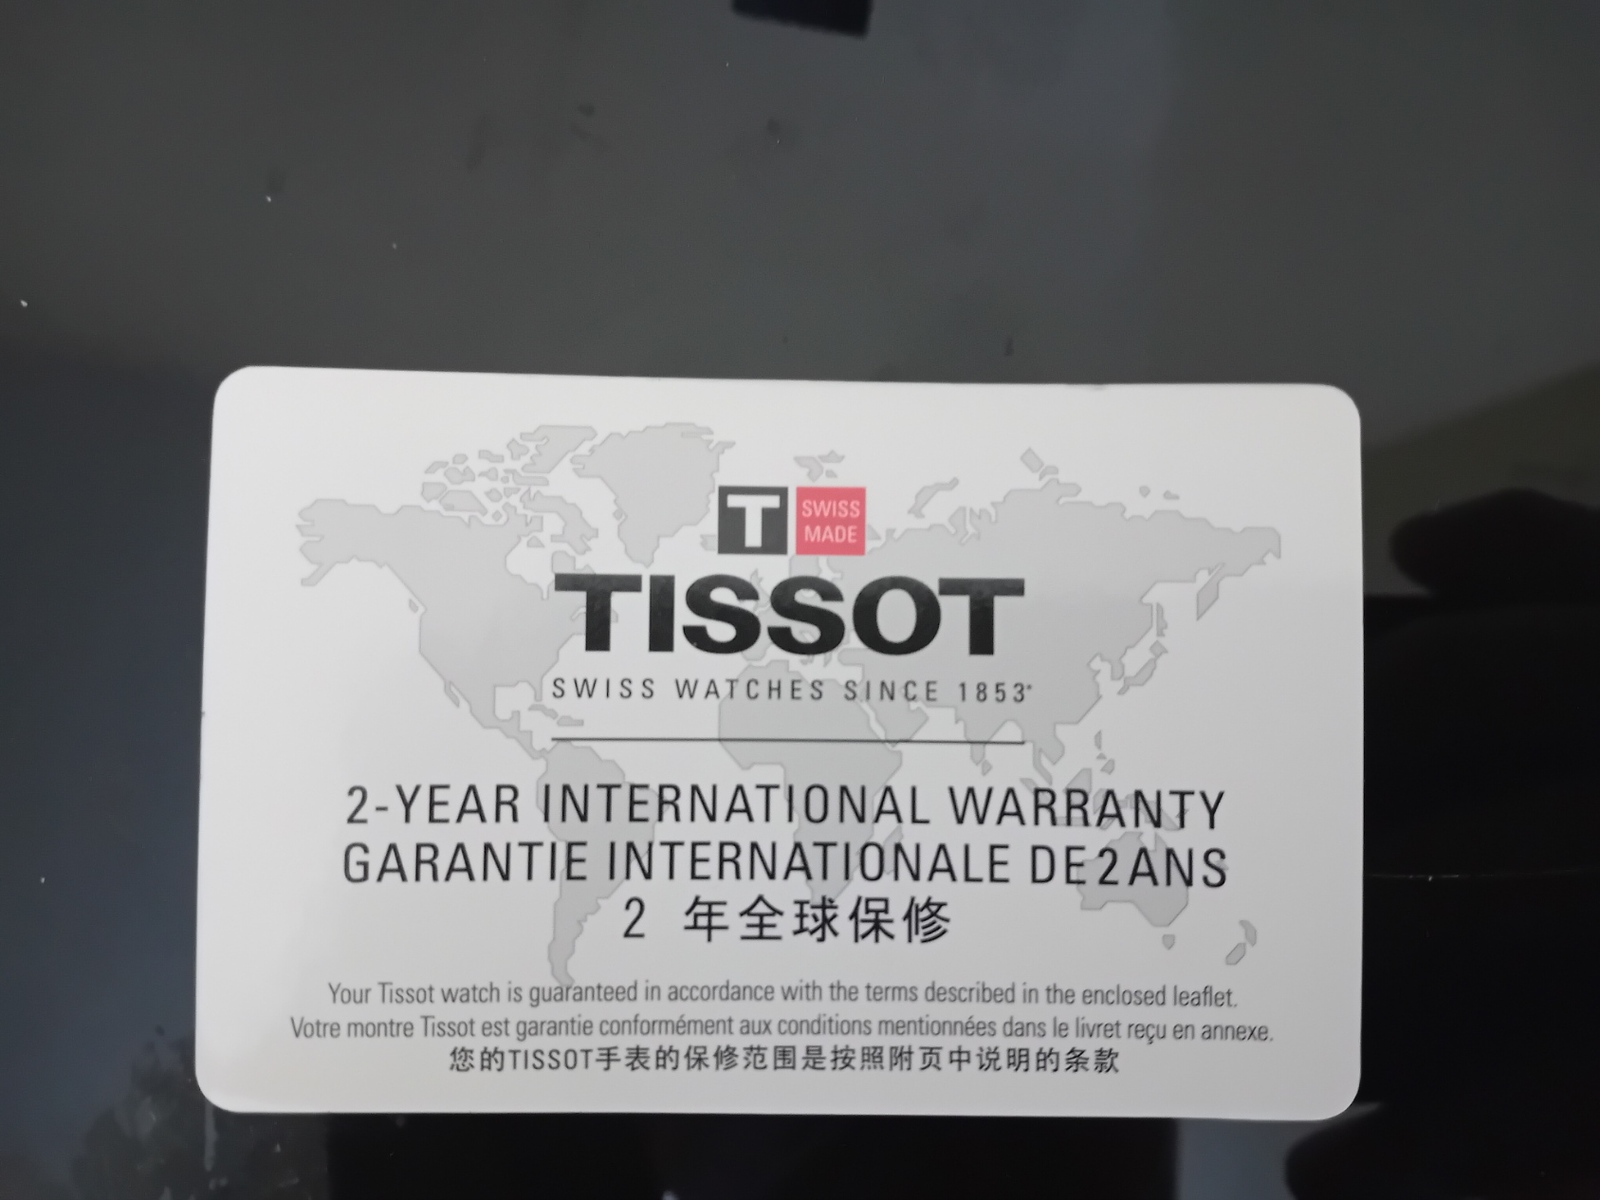 T SWISS
MADE
TISSOT
SWISS WATCHES SINCE 1853
2-YEAR INTERNATIONAL WARRANTY
GARANTIE INTERNATIONALE DE 2 ANS
2 年全球保修
Your Tissot watch is guaranteed in accordance with the terms described in the enclosed leaflet.
Votre montre Tissot est garantie conformément aux conditions mentionnées dans le livret reçu en annexe.
您的TISSOT手表的保修范围是按照附页中说明的条款